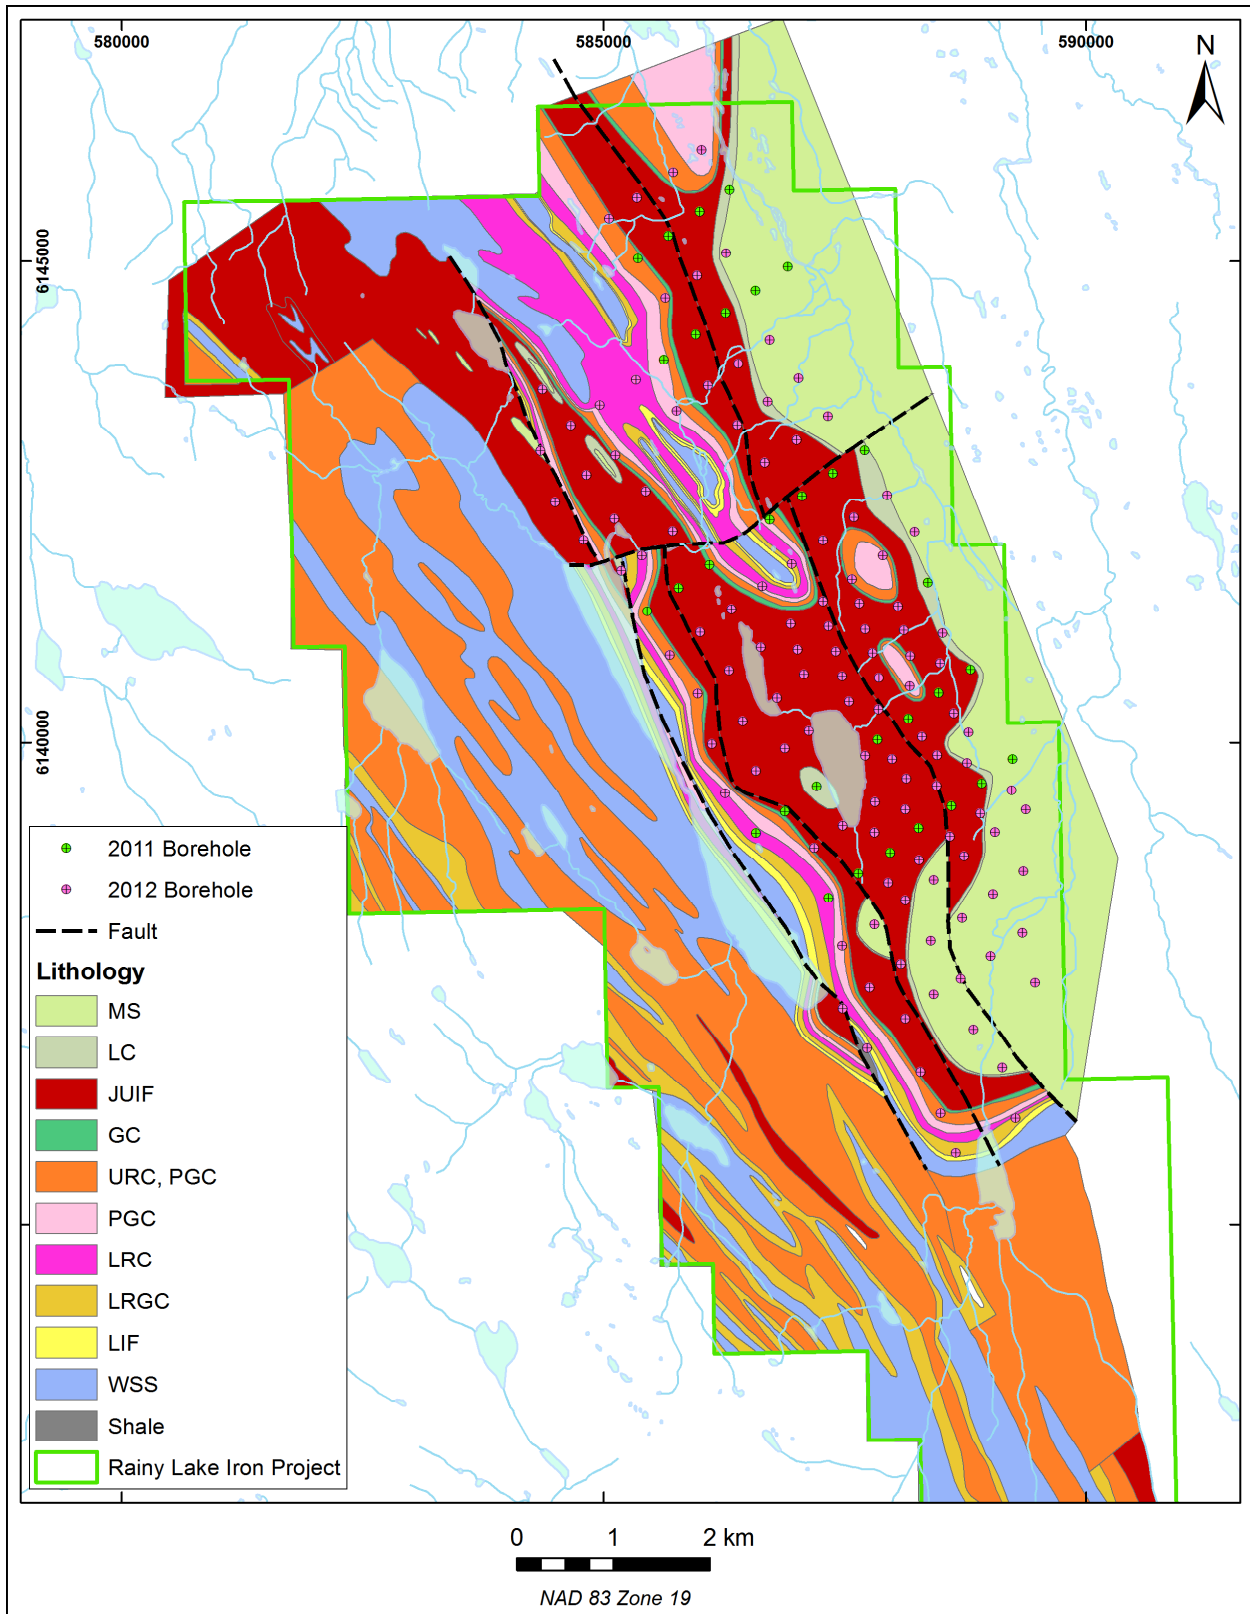 580000
585000
590000
N
6145000
6140000
2011 Borehole
2012 Borehole
Fault
Lithology
MS
LC
JUIF
GC
URC, PGC
PGC
LRC
LRGC
LIF
WSS
Shale
Rainy Lake Iron Project
0 1 2 km
NAD 83 Zone 19